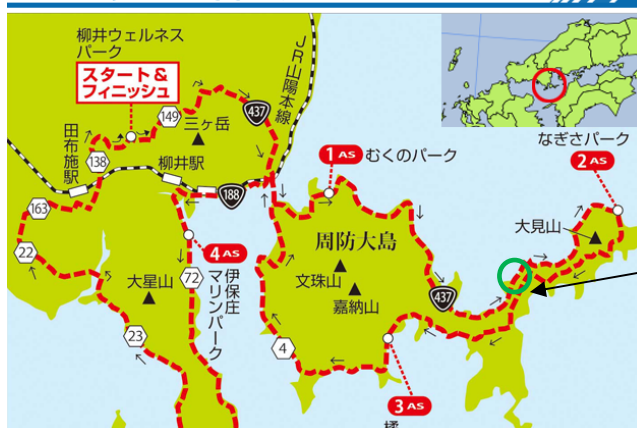 柳井ウェルネス
パーク
スタート&
フィニッシュ
JR山陽本線
149
三ヶ岳
437
田布施駅
138
柳井駅
188
163
22
4 AS
72
伊保庄
マリンパーク
大星山
23
1 AS むくのパーク
周防大島
文珠山
嘉納山
437
4
3 AS
なぎさパーク
2 AS
大見山